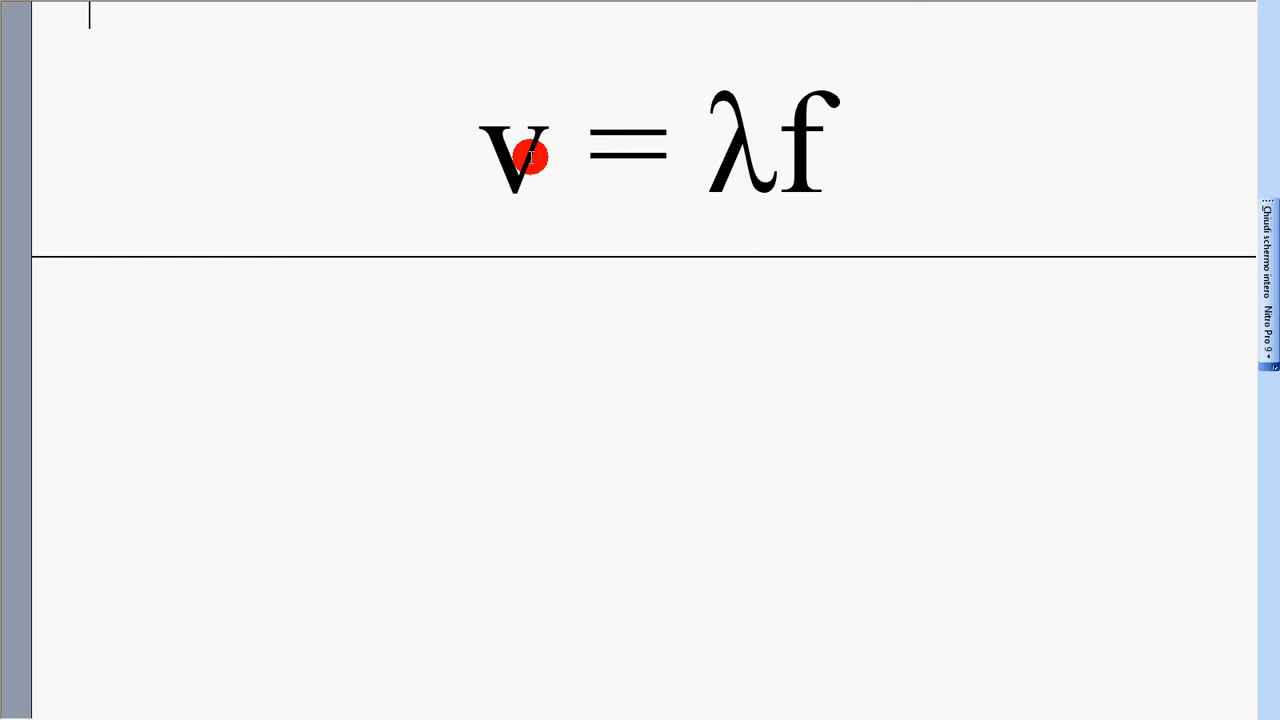 v = λf
Chiudi schermo intero Nitro Pro 9